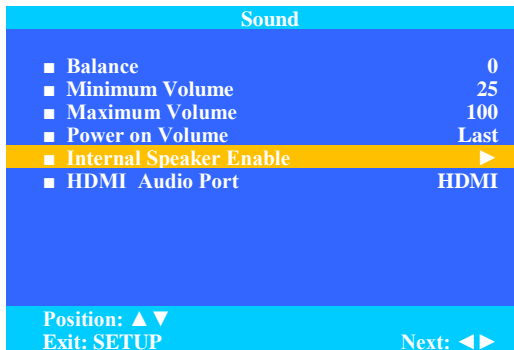 Sound
■ Balance 0
■ Minimum Volume 25
■ Maximum Volume 100
■ Power on Volume Last
■ Internal Speaker Enable ►
■ HDMI Audio Port HDMI
Position: ▲▼
Exit: SETUP Next: ◄►